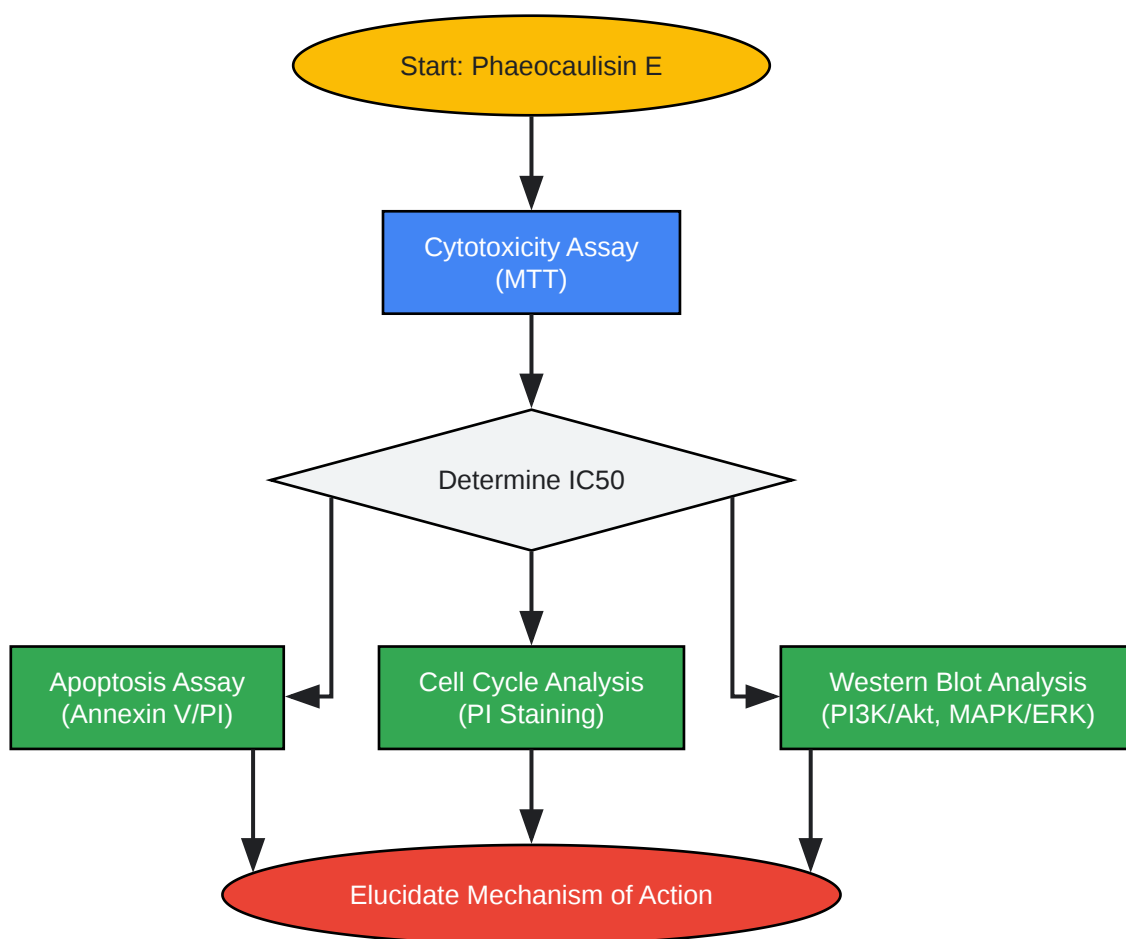 Start: Phaeocaulisin E
Cytotoxicity Assay
(MTT)
Determine IC50
Apoptosis Assay
(Annexin V/PI)
Cell Cycle Analysis
(PI Staining)
Western Blot Analysis
(PI3K/Akt, MAPK/ERK)
Elucidate Mechanism of Action